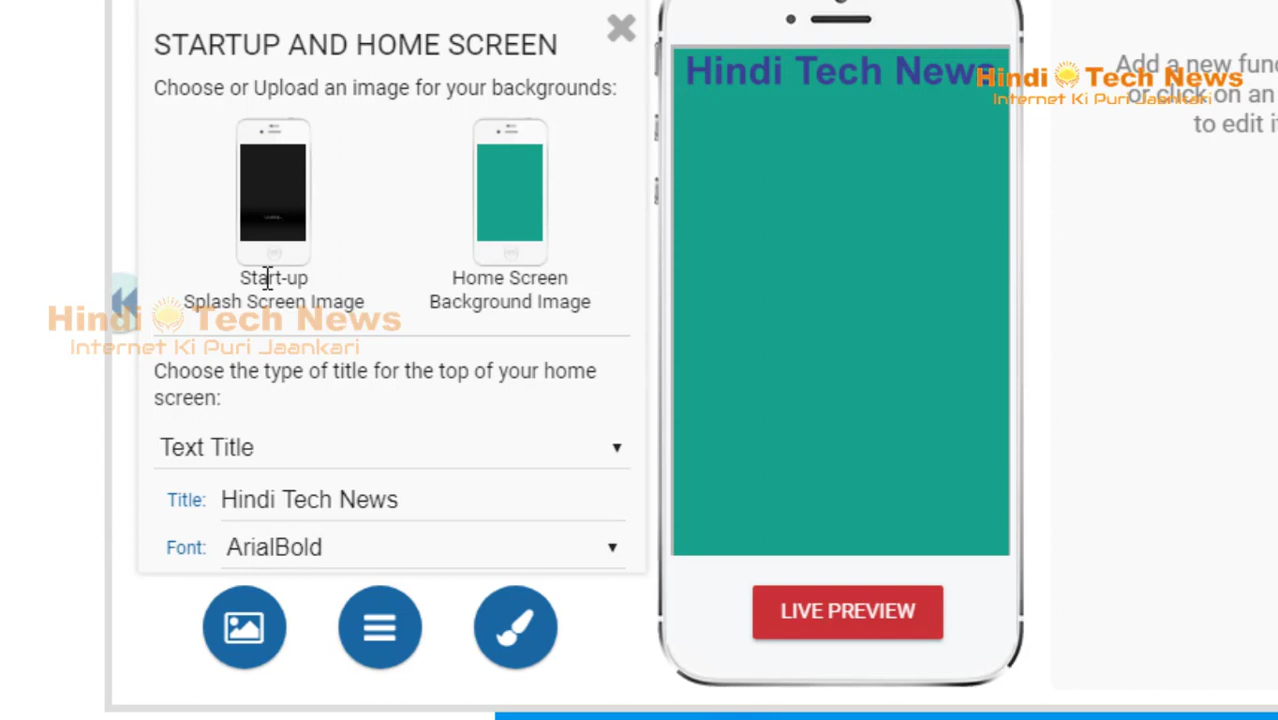 STARTUP AND HOME SCREEN
Choose or Upload an image for your backgrounds:
Start-up
Splash Screen Image
Home Screen
Background Image
Hindi Tech News
Internet Ki Puri Jaankari
Choose the type of title for the top of your home
screen:
Text Title
Title: Hindi Tech News
Font: ArialBold
Hindi Tech News
LIVE PREVIEW
Hindi Tech News
Internet Ki Puri Jaankari
Add a new
or click on an
to edit